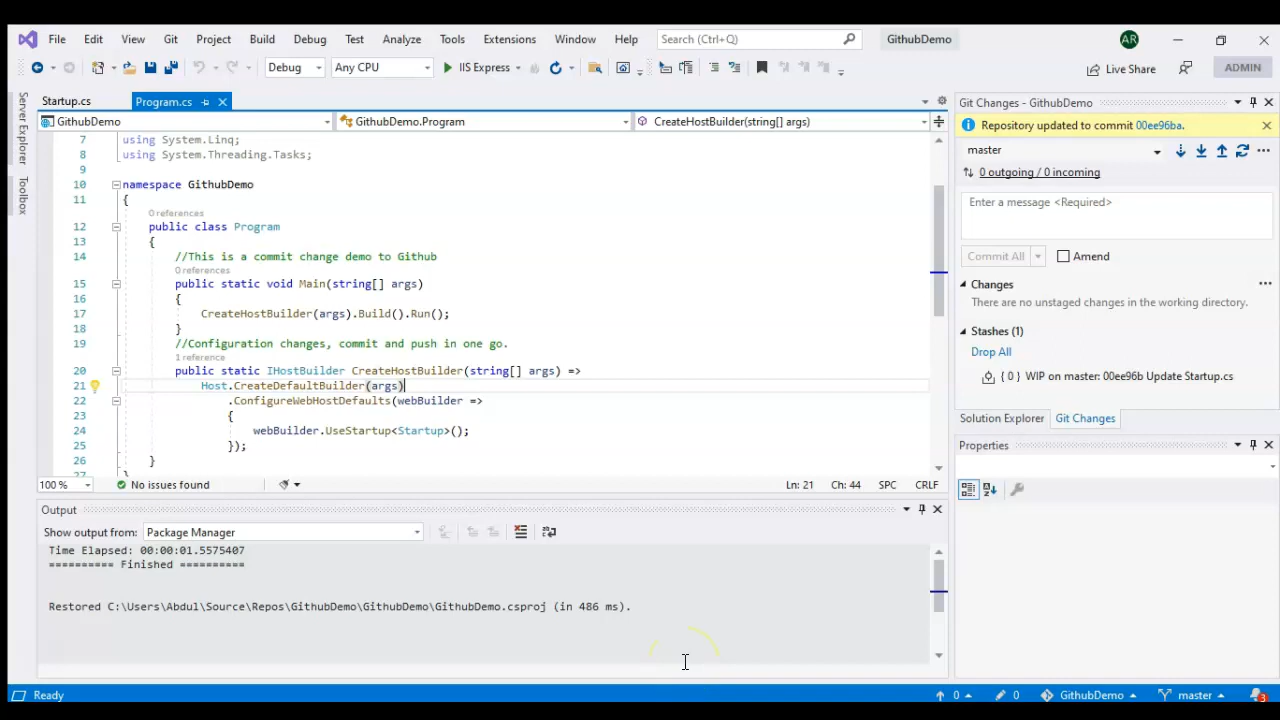 File Edit View Git Project Build Debug Test Analyze Tools Extensions Window Help Search (Ctrl+Q) GithubDemo AR
Debug Any CPU IIS Express Live Share ADMIN
Server Explorer
Toolbox
Startup.cs Program.cs
GithubDemo GithubDemo.Program CreateHostBuilder(string[] args)
7 using System.Linq;
8 using System.Threading.Tasks;
9
10 namespace GithubDemo
11 {
0 references
12 public class Program
13 {
14 //This is a commit change demo to Github
0 references
15 public static void Main(string[] args)
16 {
17 CreateHostBuilder(args).Build().Run();
18 }
19 //Configuration changes, commit and push in one go.
1 reference
20 public static IHostBuilder CreateHostBuilder(string[] args) =>
21 Host.CreateDefaultBuilder(args)
22 .ConfigureWebHostDefaults(webBuilder =>
23 {
24 webBuilder.UseStartup<Startup>();
25 });
26 }
27 }
100 % No issues found Ln: 21 Ch: 44 SPC CRLF
Output
Show output from: Package Manager
Time Elapsed: 00:00:01.5575407
========== Finished ==========
Restored C:\Users\Abdul\Source\Repos\GithubDemo\GithubDemo\GithubDemo.csproj (in 486 ms).
Git Changes - GithubDemo
Repository updated to commit 00ee96ba.
master
0 outgoing / 0 incoming
Enter a message <Required>
Commit All Amend
Changes
There are no unstaged changes in the working directory.
Stashes (1)
Drop All
{ 0 } WIP on master: 00ee96b Update Startup.cs
Solution Explorer Git Changes
Properties
Ready 0 0 GithubDemo master 3